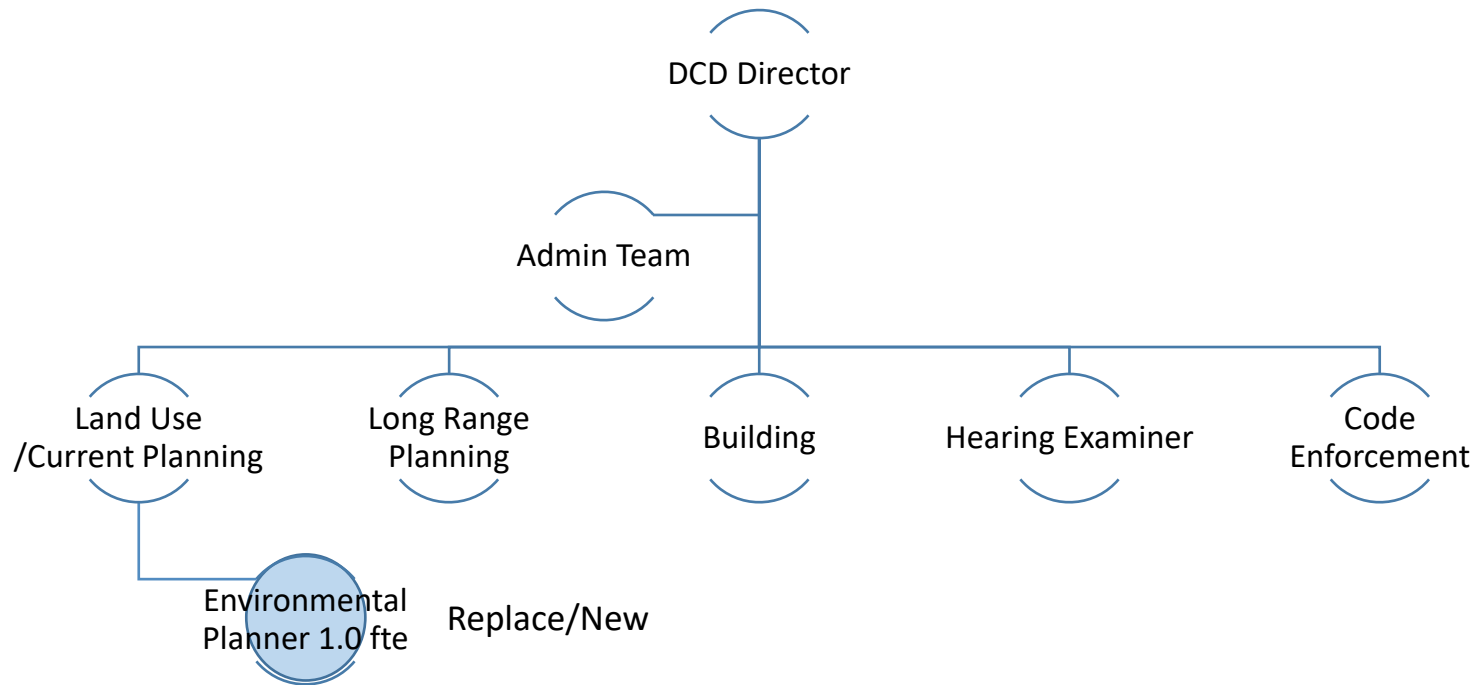 DCD Director
Admin Team
Land Use
/Current Planning
Long Range
Planning
Building
Hearing Examiner
Code
Enforcement
Environmental
Planner 1.0 fte
Replace/New